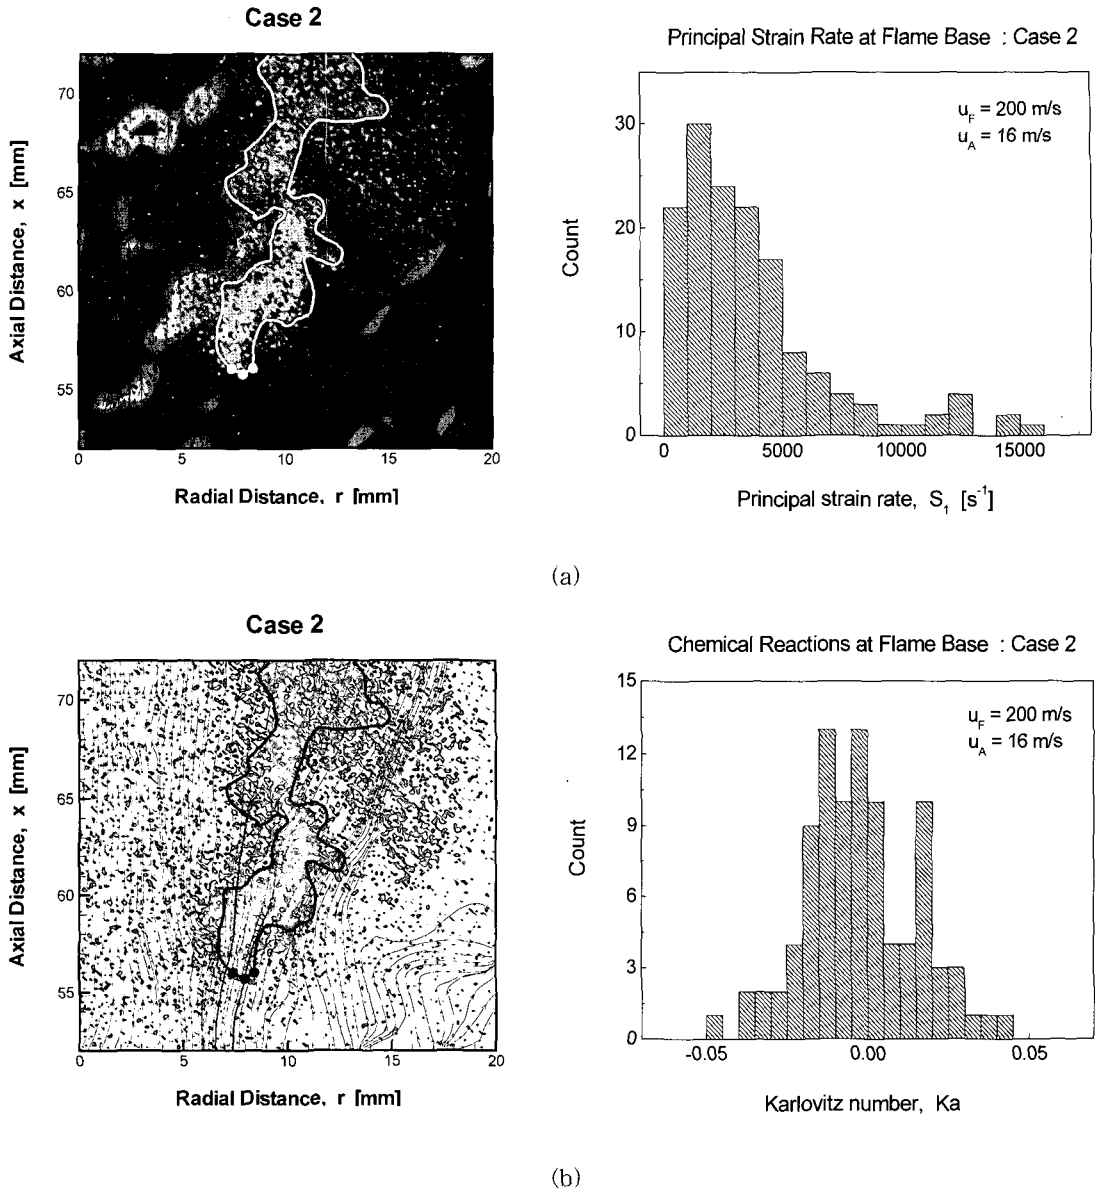 Case 2
Axial Distance, x [mm]
70
65
60
55
0 5 10 15 20
Radial Distance, r [mm]
Principal Strain Rate at Flame Base : Case 2
u_F = 200 m/s
u_A = 16 m/s
Count
30
20
10
0
0 5000 10000 15000
Principal strain rate, S_1 [s^-1]
(a)
Case 2
Axial Distance, x [mm]
70
65
60
55
0 5 10 15 20
Radial Distance, r [mm]
Chemical Reactions at Flame Base : Case 2
u_F = 200 m/s
u_A = 16 m/s
Count
15
12
9
6
3
0
-0.05 0.00 0.05
Karlovitz number, Ka
(b)